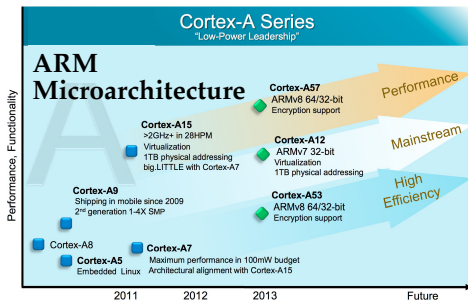 Cortex-A Series
"Low-Power Leadership"
ARM
Microarchitecture
Performance, Functionality
A
Cortex-A57
ARMv8 64/32-bit
Encryption support
Performance
Cortex-A15
>2GHz+ in 28HPM
Virtualization
1TB physical addressing
big.LITTLE with Cortex-A7
Cortex-A12
ARMv7 32-bit
Virtualization
1TB physical addressing
Mainstream
Cortex-A9
Shipping in mobile since 2009
2nd generation 1-4X SMP
Cortex-A53
ARMv8 64/32-bit
Encryption support
High
Efficiency
Cortex-A8
Cortex-A5
Embedded Linux
Cortex-A7
Maximum performance in 100mW budget
Architectural alignment with Cortex-A15
2011
2012
2013
Future